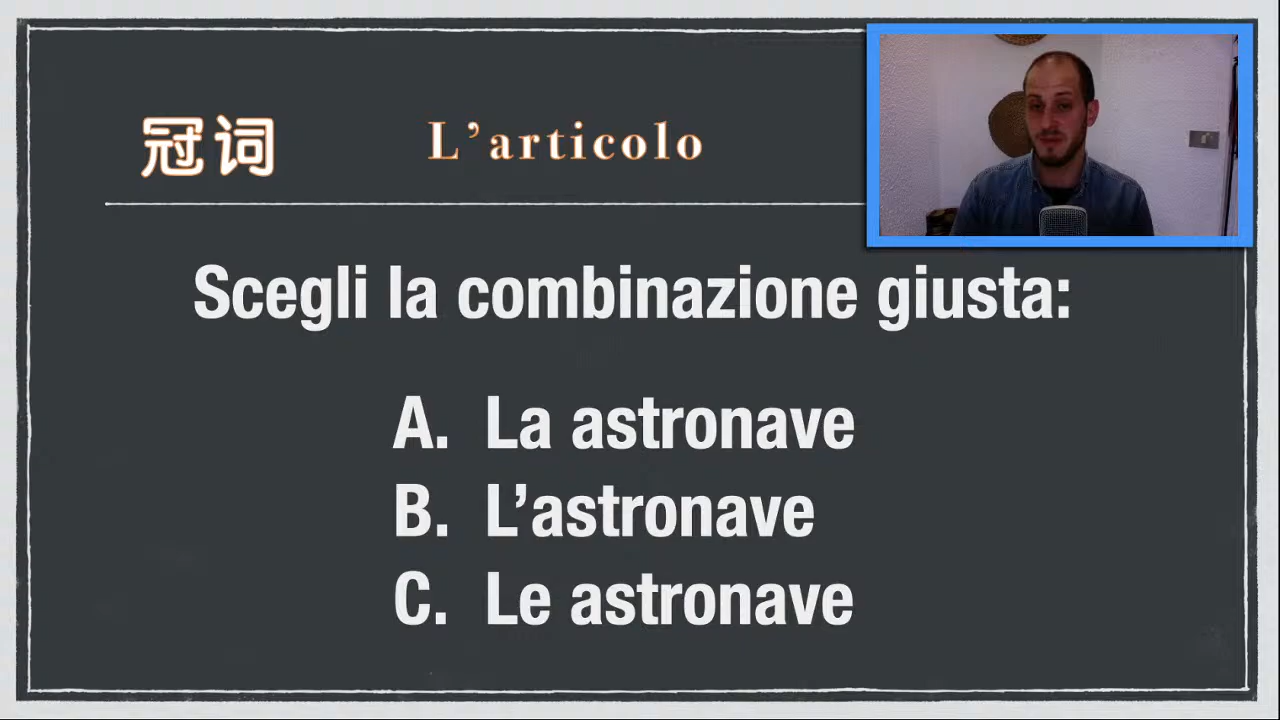 冠词
L’articolo
Scegli la combinazione giusta:
A. La astronave
B. L’astronave
C. Le astronave